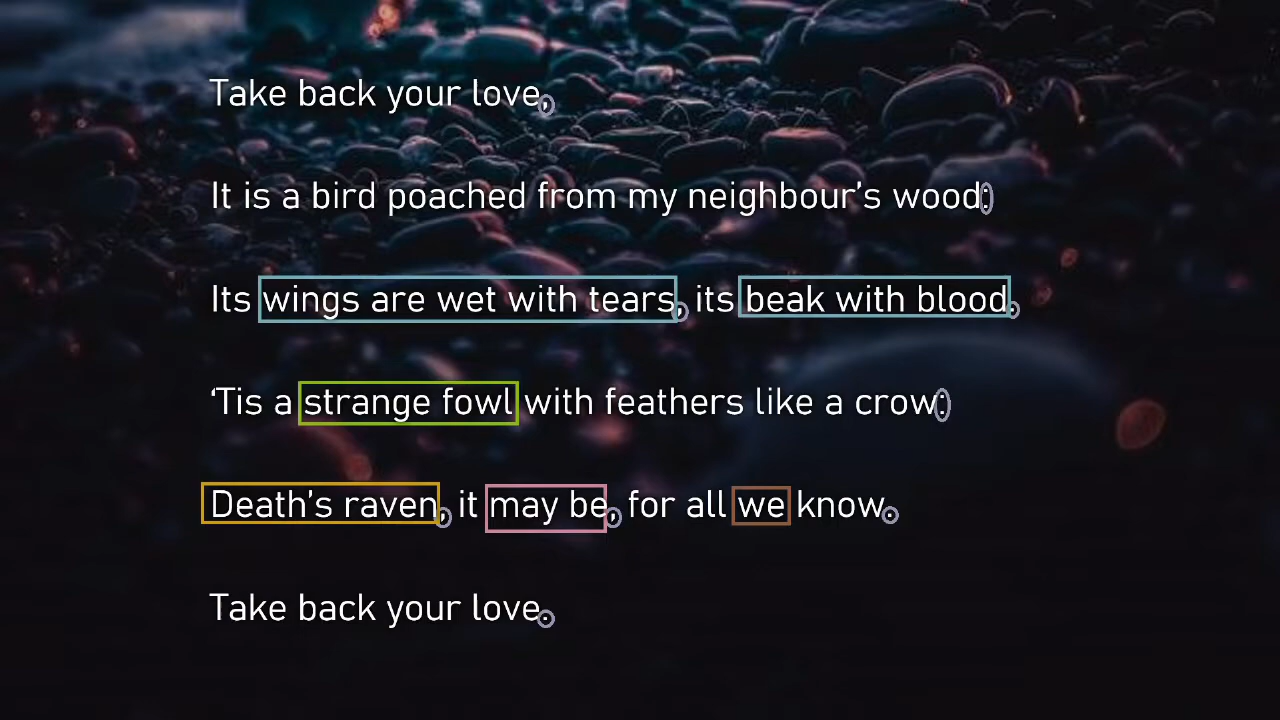 Take back your love,
It is a bird poached from my neighbour’s wood:
Its wings are wet with tears, its beak with blood.
‘Tis a strange fowl with feathers like a crow:
Death’s raven, it may be, for all we know.
Take back your love.